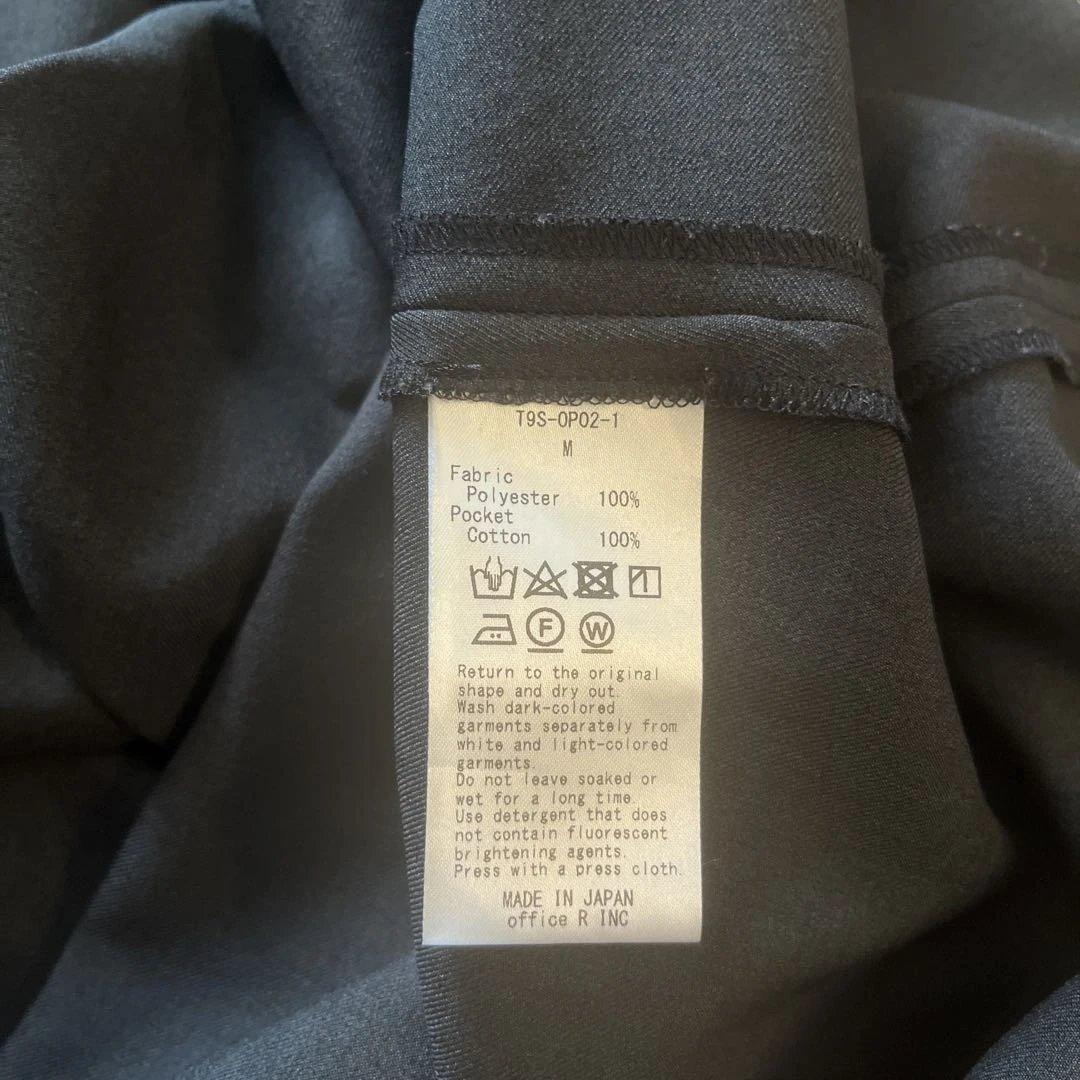 T9S-OP02-1
M
Fabric
Polyester 100%
Pocket
Cotton 100%
F W
Return to the original
shape and dry out.
Wash dark-colored
garments separately from
white and light-colored
garments.
Do not leave soaked or
wet for a long time.
Use detergent that does
not contain fluorescent
brightening agents.
Press with a press cloth.
MADE IN JAPAN
office R INC